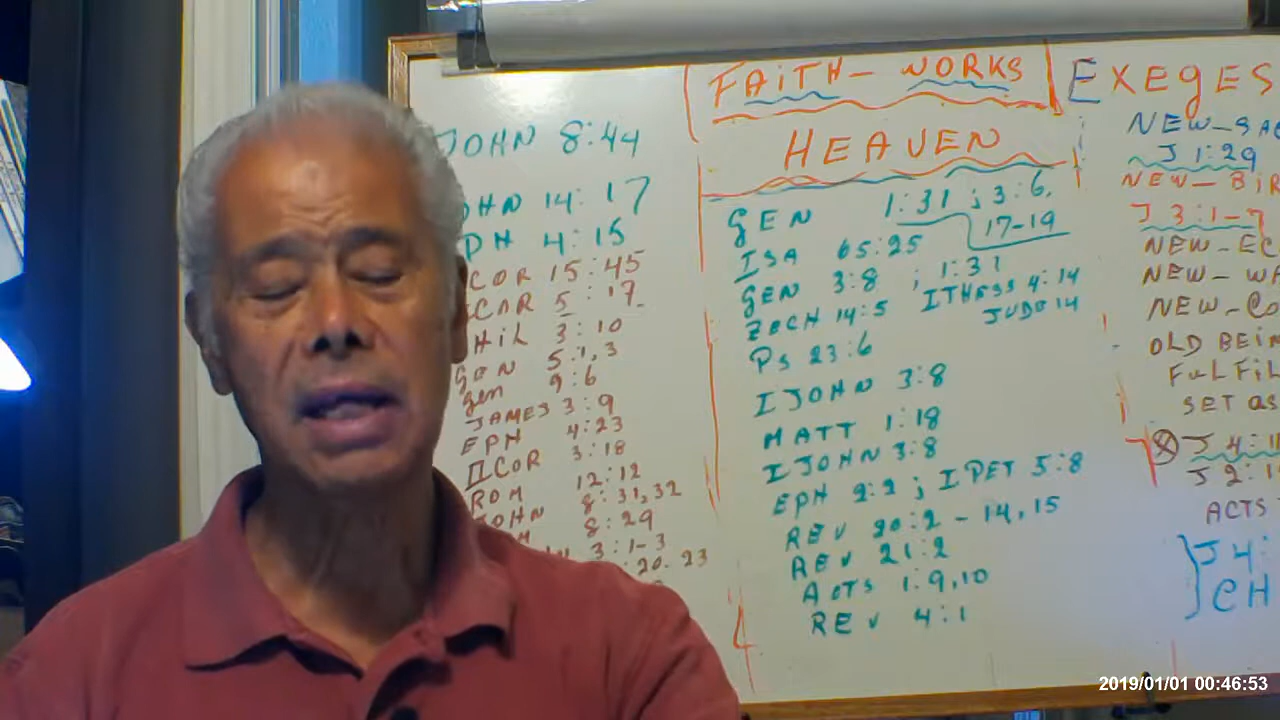 JOHN 8:44
OHN 14:17
PH 4:15
COR 15:45
COR 5:17
HIL 3:10
GEN 5:1,3
Gen 9:6
JAMES 3:9
EPH 4:23
IICOR 3:18
ROM 12:12
JOHN 8:31,32
8:29
3:1-3
20-23
FAiTH- WORKS
HEAVEN
GEN 1:31 ; 3:6,
17-19
ISA 65:25
GEN 3:8 ; 1:31
ZECH 14:5 ITHESS 4:14
JUDE 14
Ps 23:6
I JOHN 3:8
MATT 1:18
I JOHN 3:8
EPH 2:2 ; I PET 5:8
REV 20:2-14,15
REV 21:2
ACTS 1:9,10
REV 4:1
EXEGES
NEW-
J 1:29
NEW-BIR
J 3:1-7
NEW-EC
NEW-WA
NEW-CO
OLD BEIN
FULFIL
SET AS
J 4:1
J 2:1
ACTS
J 4:
CH
2019/01/01 00:46:53